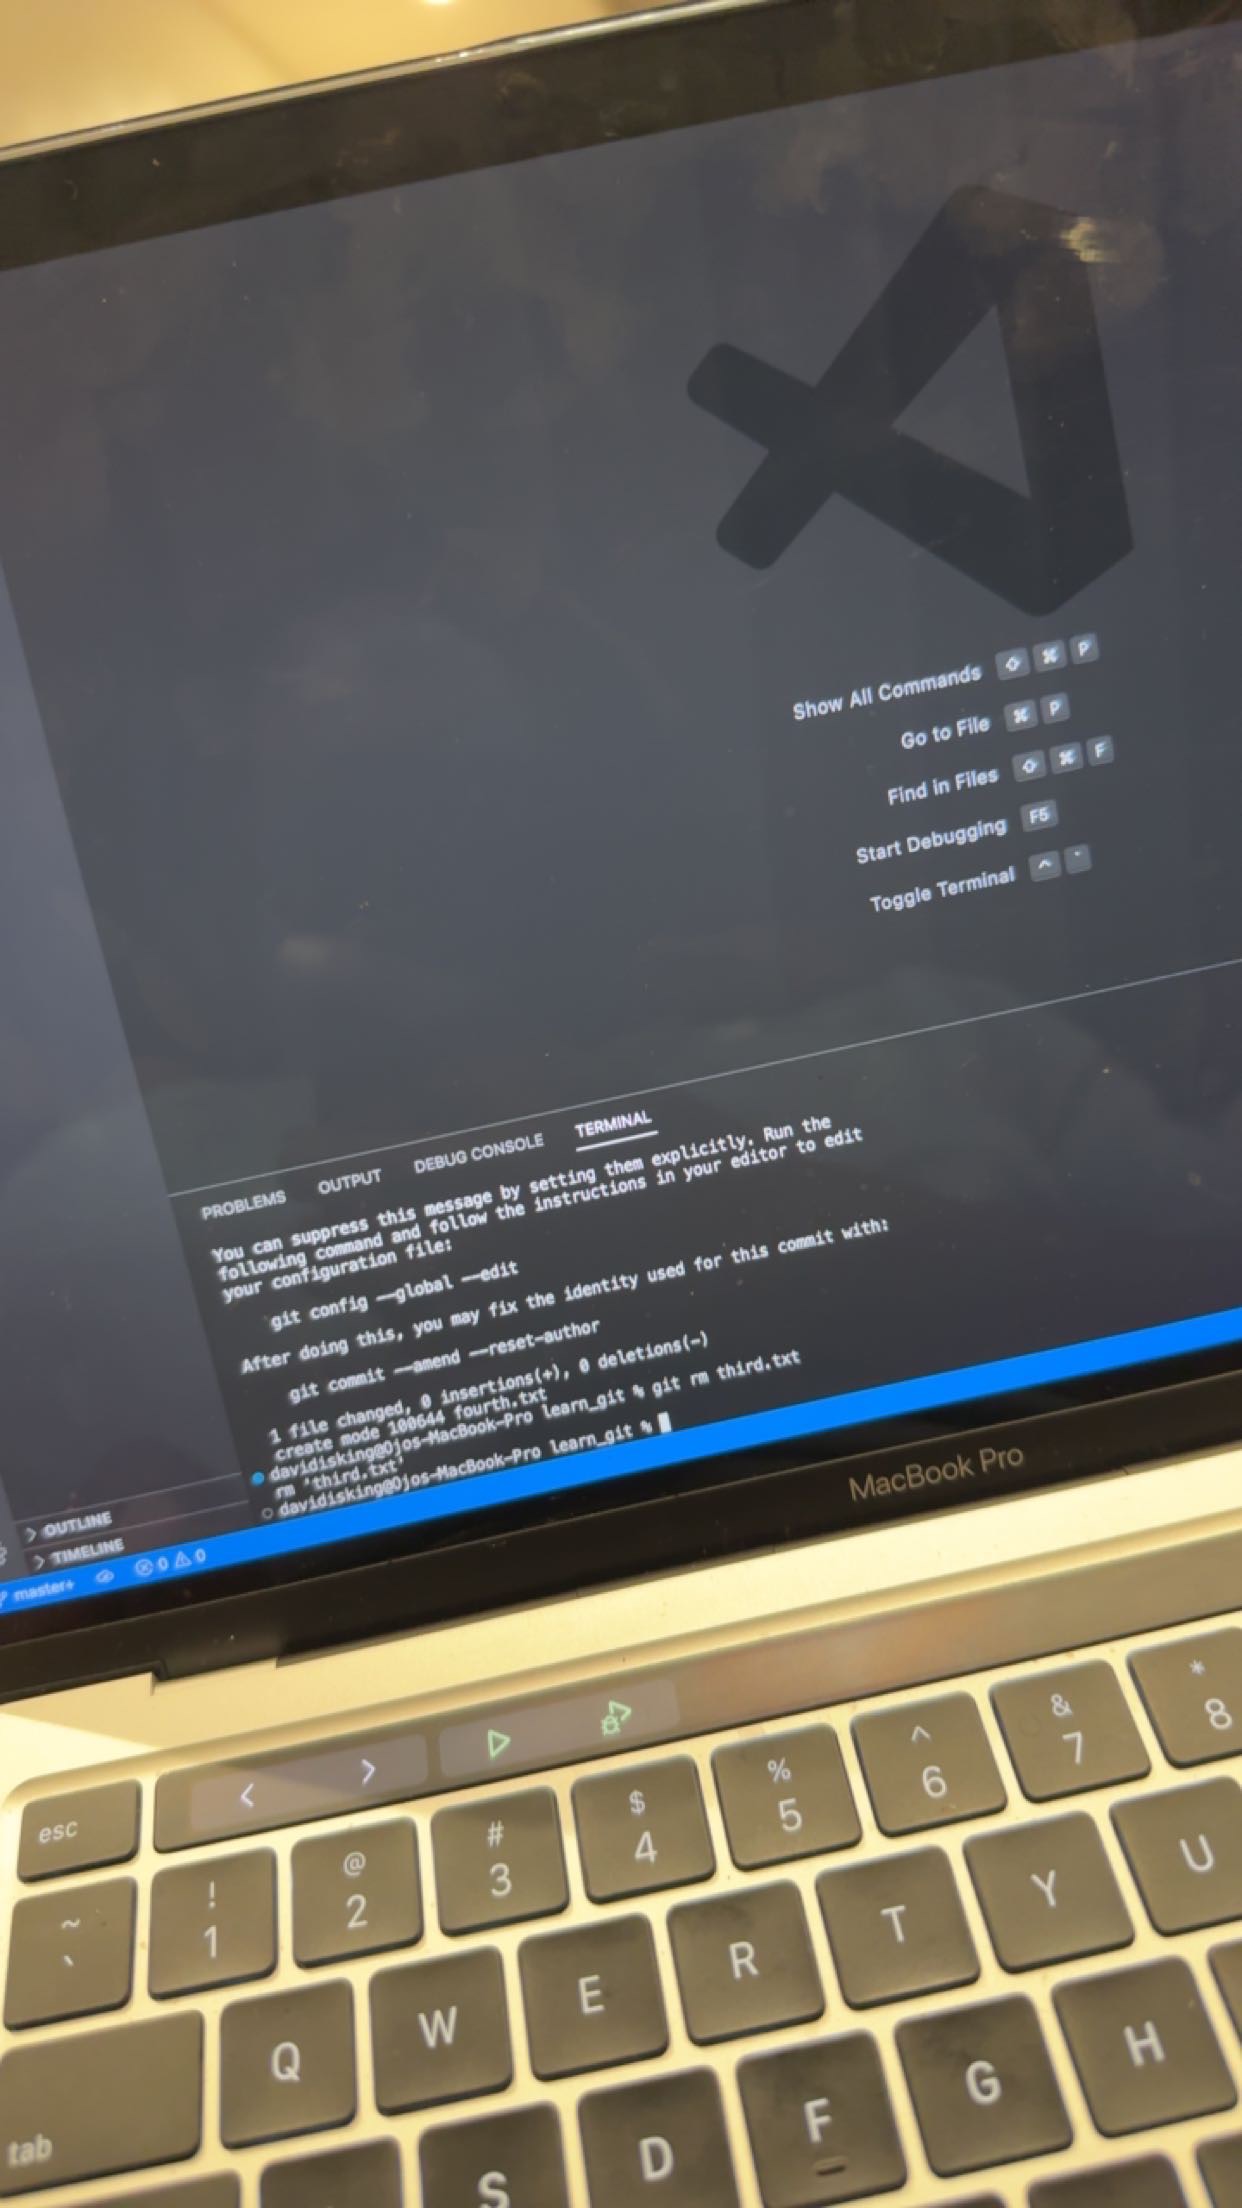 Show All Commands ⇧ ⌘ P
Go to File ⌘ P
Find in Files ⇧ ⌘ F
Start Debugging F5
Toggle Terminal ^ `
PROBLEMS OUTPUT DEBUG CONSOLE TERMINAL
You can suppress this message by setting them explicitly. Run the
following command and follow the instructions in your editor to edit
your configuration file:
git config --global --edit
After doing this, you may fix the identity used for this commit with:
git commit --amend --reset-author
1 file changed, 0 insertions(+), 0 deletions(-)
create mode 100644 fourth.txt
davidisking@Ojos-MacBook-Pro learn_git % git rm third.txt
rm 'third.txt'
davidisking@Ojos-MacBook-Pro learn_git %
> OUTLINE
> TIMELINE
master+ 0 0
MacBook Pro
esc < >
~ ! @ # $ % ^ & *
` 1 2 3 4 5 6 7 8
tab Q W E R T Y U
S D F G H